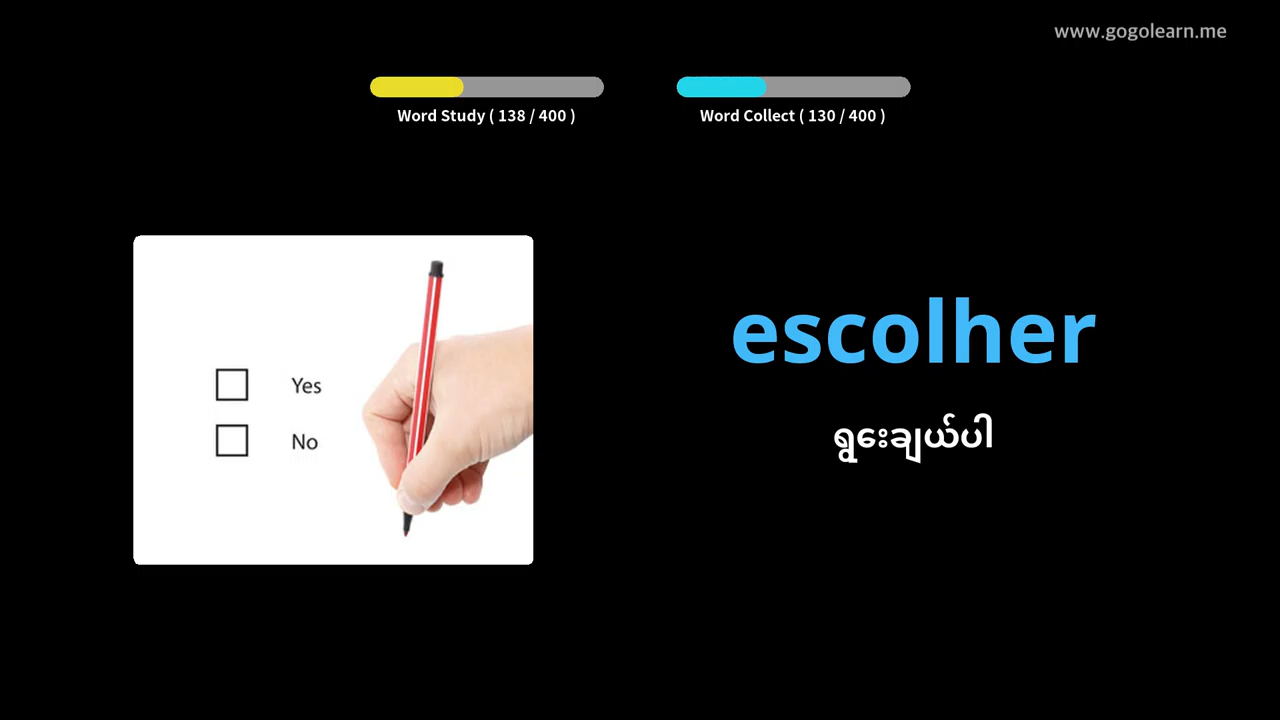 www.gogolearn.me
Word Study ( 138 / 400 )
Word Collect ( 130 / 400 )
Yes
No
escolher
ရွေးချယ်ပါ